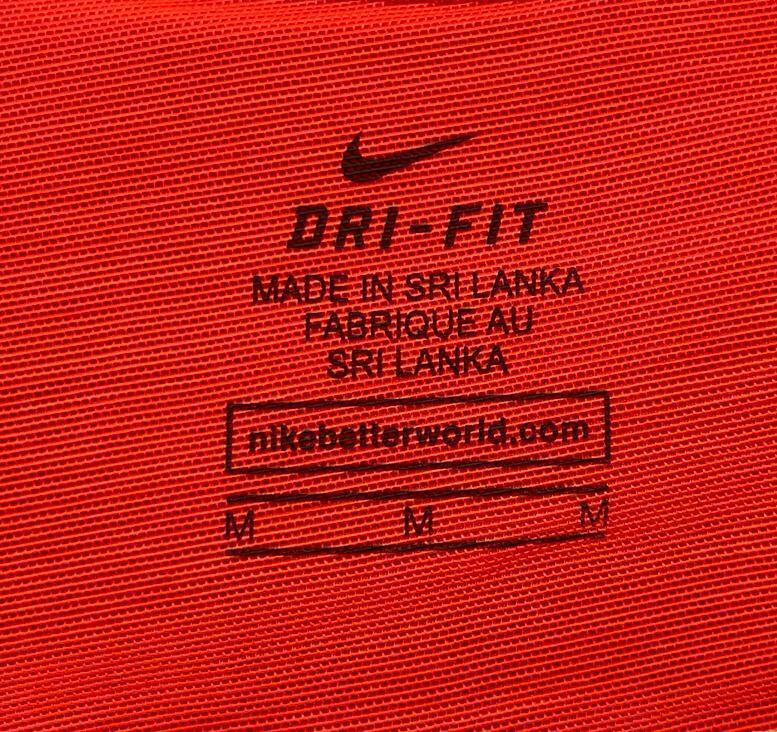 DRI-FIT
MADE IN SRI LANKA
FABRIQUE AU
SRI LANKA
nikebetterworld.com
M M M